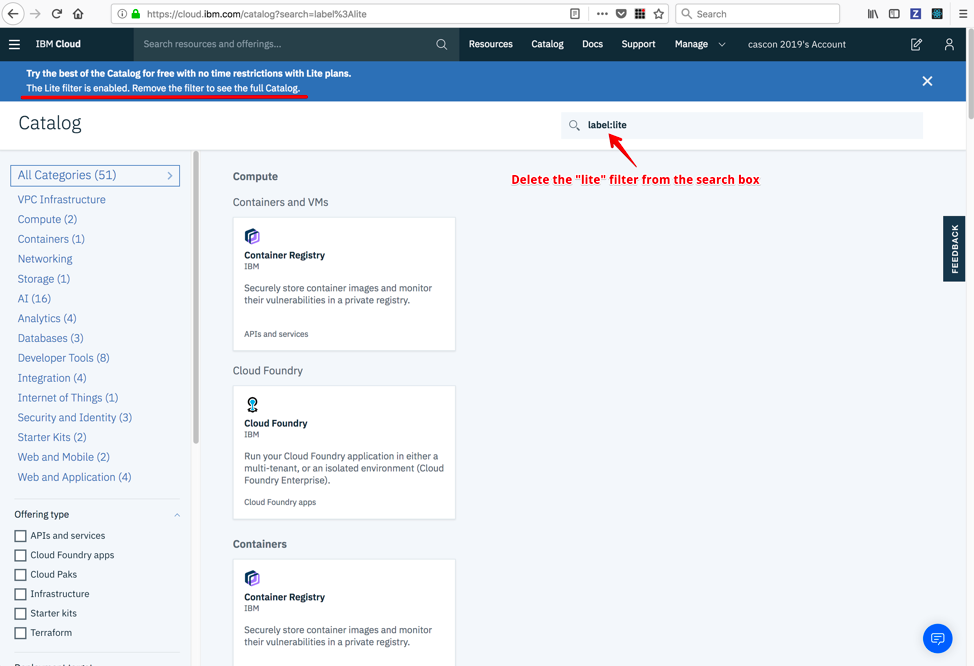 https://cloud.ibm.com/catalog?search=label%3Alite
Search
IBM Cloud
Search resources and offerings...
Resources
Catalog
Docs
Support
Manage
cascon 2019's Account
Try the best of the Catalog for free with no time restrictions with Lite plans.
The Lite filter is enabled. Remove the filter to see the full Catalog.
Catalog
label:lite
Delete the "lite" filter from the search box
All Categories (51)
VPC Infrastructure
Compute (2)
Containers (1)
Networking
Storage (1)
AI (16)
Analytics (4)
Databases (3)
Developer Tools (8)
Integration (4)
Internet of Things (1)
Security and Identity (3)
Starter Kits (2)
Web and Mobile (2)
Web and Application (4)
Offering type
APIs and services
Cloud Foundry apps
Cloud Paks
Infrastructure
Starter kits
Terraform
Compute
Containers and VMs
Container Registry
IBM
Securely store container images and monitor
their vulnerabilities in a private registry.
APIs and services
Cloud Foundry
Cloud Foundry
IBM
Run your Cloud Foundry application in either a
multi-tenant, or an isolated environment (Cloud
Foundry Enterprise).
Cloud Foundry apps
Containers
Container Registry
IBM
Securely store container images and monitor
their vulnerabilities in a private registry.
FEEDBACK